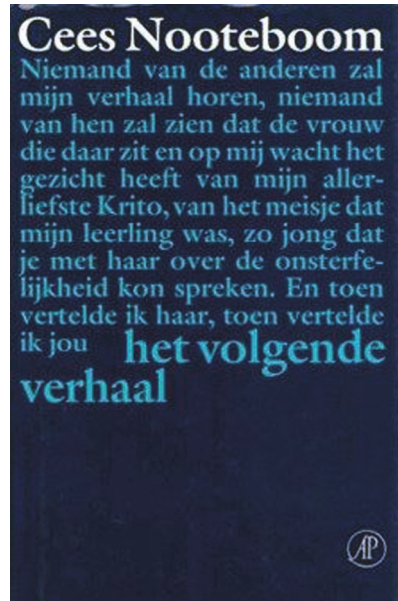 Cees Nooteboom
Niemand van de anderen zal
mijn verhaal horen, niemand
van hen zal zien dat de vrouw
die daar zit en op mij wacht het
gezicht heeft van mijn aller-
liefste Krito, van het meisje dat
mijn leerling was, zo jong dat
je met haar over de onsterfe-
lijkheid kon spreken. En toen
vertelde ik haar, toen vertelde
ik jou het volgende
verhaal
AP